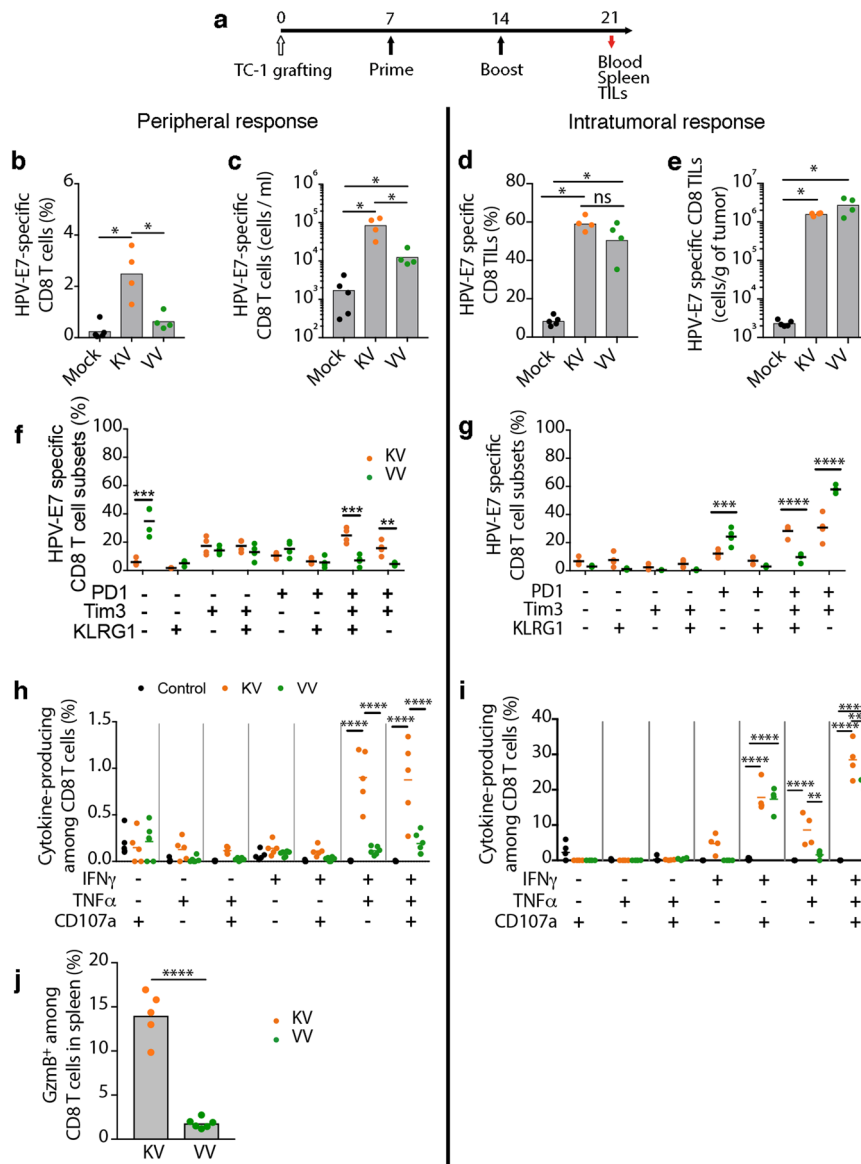 a
0 7 14 21
TC-1 grafting Prime Boost Blood
Spleen
TILs
Peripheral response
Intratumoral response
b
HPV-E7-specific
CD8 T cells (%)
6
4
2
0
* *
Mock KV VV
c
HPV-E7-specific
CD8 T cells (cells / ml)
10^6
10^5
10^4
10^3
10^2
*
* *
Mock KV VV
d
HPV-E7-specific
CD8 TILs (%)
80
60
40
20
0
*
* ns
Mock KV VV
e
HPV-E7 specific CD8 TILs
(cells/g of tumor)
10^7
10^6
10^5
10^4
10^3
10^2
*
*
Mock KV VV
f
HPV-E7 specific
CD8 T cell subsets (%)
100
80
60
40
20
0
KV
VV
*** *** **
PD1 - - - - + + + +
Tim3 - - + + - - + +
KLRG1 - + - + - + + -
g
HPV-E7 specific
CD8 T cell subsets (%)
100
80
60
40
20
0
*** **** ****
PD1 - - - - + + + +
Tim3 - - + + - - + +
KLRG1 - + - + - + + -
h
Control KV VV
Cytokine-producing
among CD8 T cells (%)
1.5
1.0
0.5
0.0
**** **** **** ****
IFNγ - - - + + + +
TNFα - + + - - + +
CD107a + - + - + - +
i
Cytokine-producing
among CD8 T cells (%)
40
30
20
10
0
**** **** **** **
****
IFNγ - - - + + + +
TNFα - + + - - + +
CD107a + - + - + - +
j
GzmB+ among
CD8 T cells in spleen (%)
20
15
10
5
0
****
KV
VV
KV VV